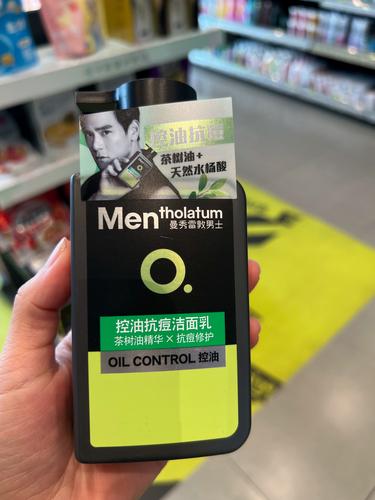 控油抗痘
茶树油+
天然水杨酸
Mentholatum
曼秀雷敦男士
控油抗痘洁面乳
茶树油精华×抗痘修护
OIL CONTROL 控油